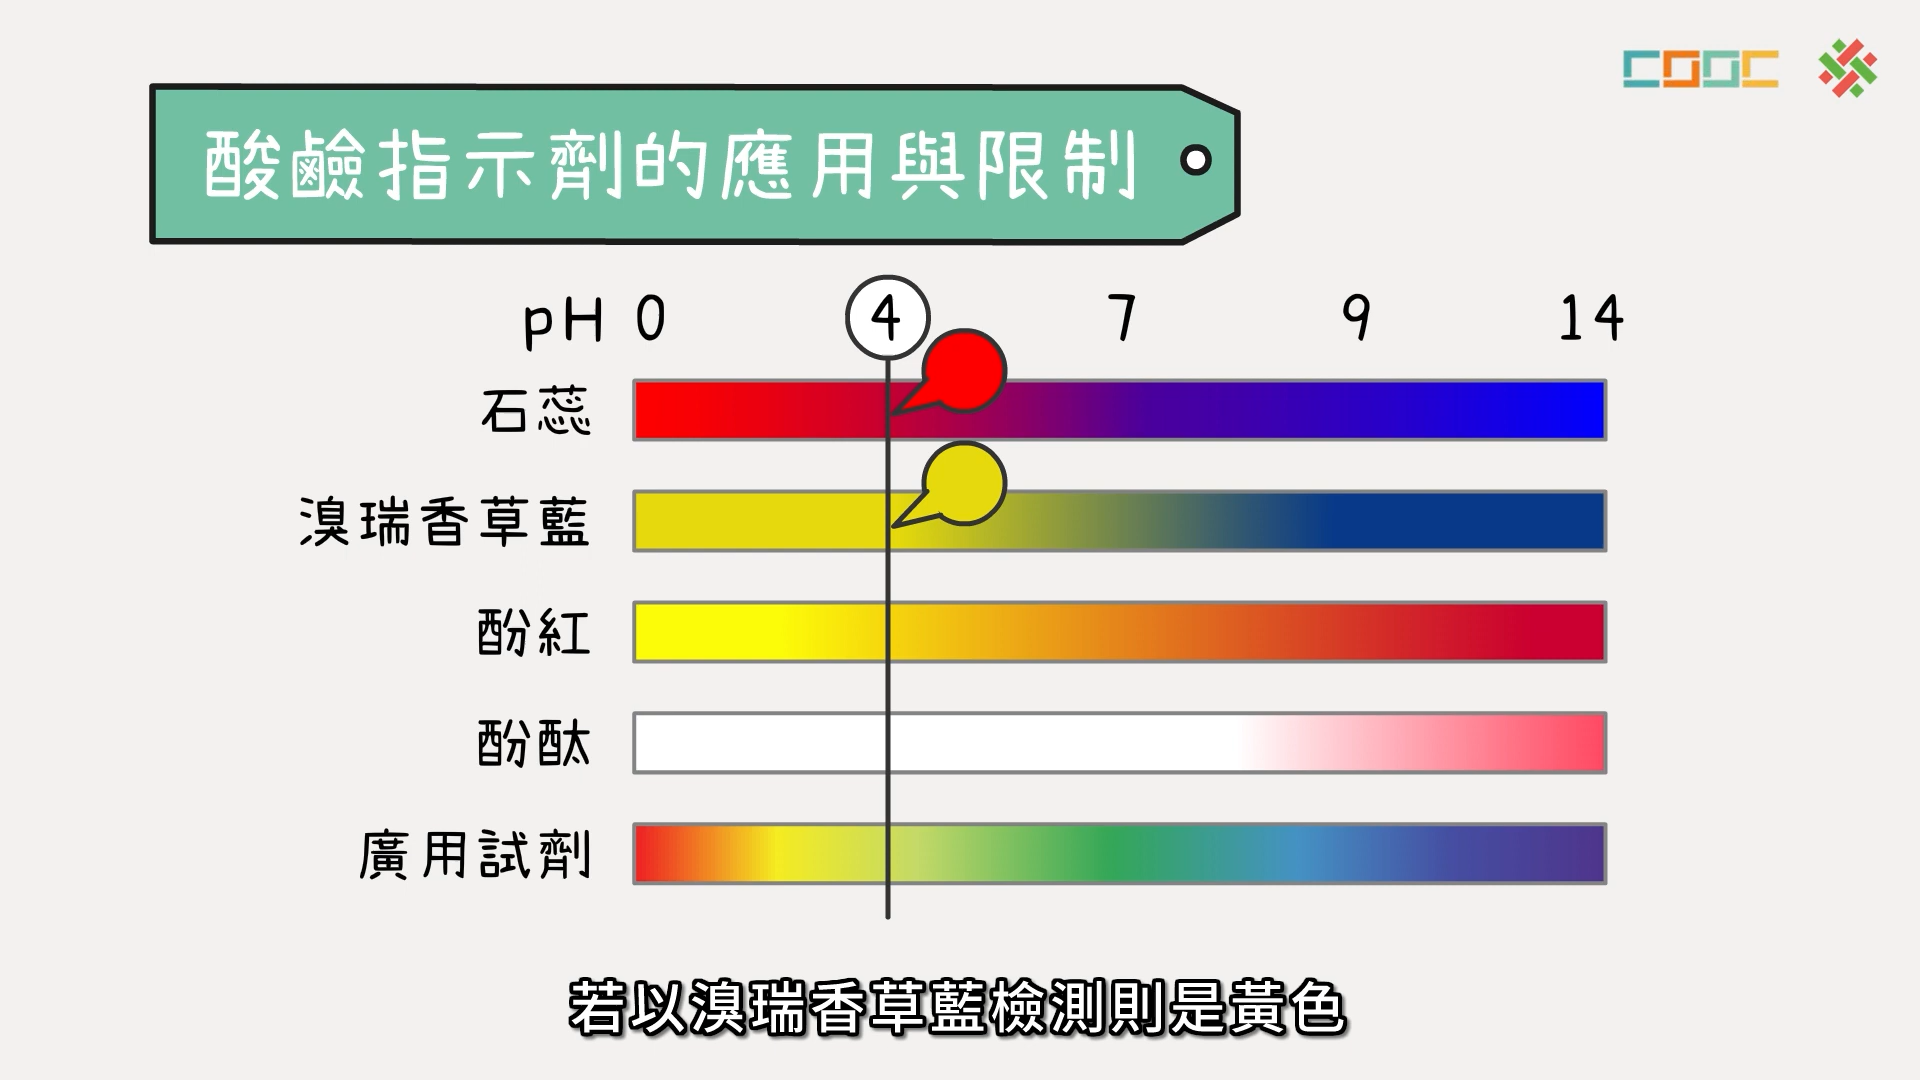 COOC
酸鹼指示劑的應用與限制
pH 0 4 7 9 14
石蕊
溴瑞香草藍
酚紅
酚酞
廣用試劑
若以溴瑞香草藍檢測則是黃色